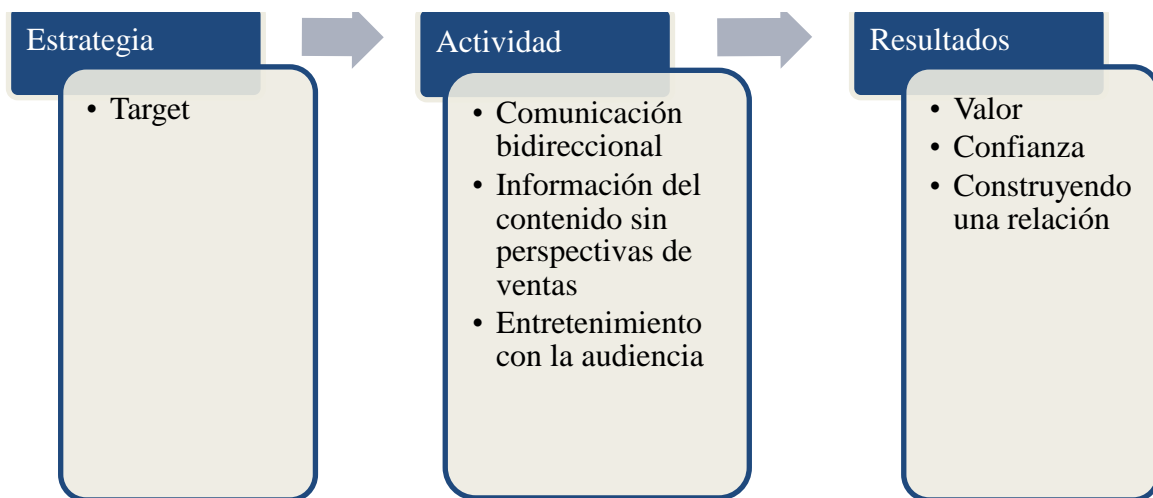 Estrategia
• Target
Actividad
• Comunicación
bidireccional
• Información del
contenido sin
perspectivas de
ventas
• Entretenimiento
con la audiencia
Resultados
• Valor
• Confianza
• Construyendo
una relación